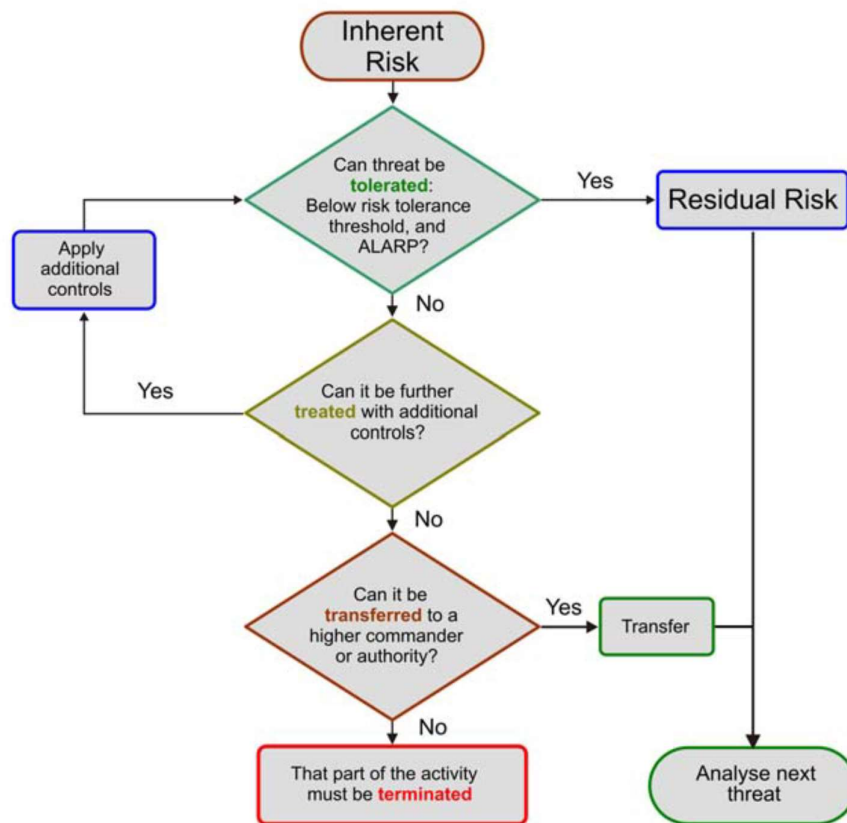 Inherent
Risk
Can threat be
tolerated:
Below risk tolerance
threshold, and
ALARP?
Yes
Residual Risk
Apply
additional
controls
No
Yes
Can it be further
treated with additional
controls?
No
Can it be
transferred to a
higher commander
or authority?
Yes
Transfer
No
That part of the activity
must be terminated
Analyse next
threat